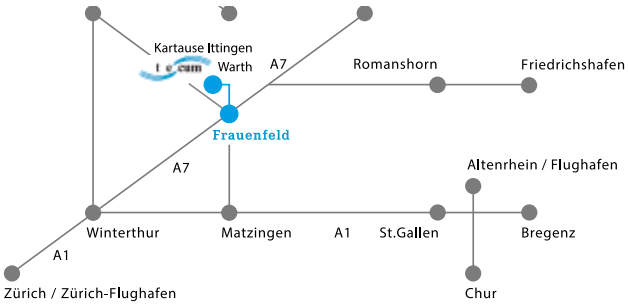 Kartause Ittingen
tecum Warth
A7
Romanshorn
Friedrichshafen
Frauenfeld
A7
Altenrhein / Flughafen
Winterthur
Matzingen
A1
St.Gallen
Bregenz
A1
Zürich / Zürich-Flughafen
Chur